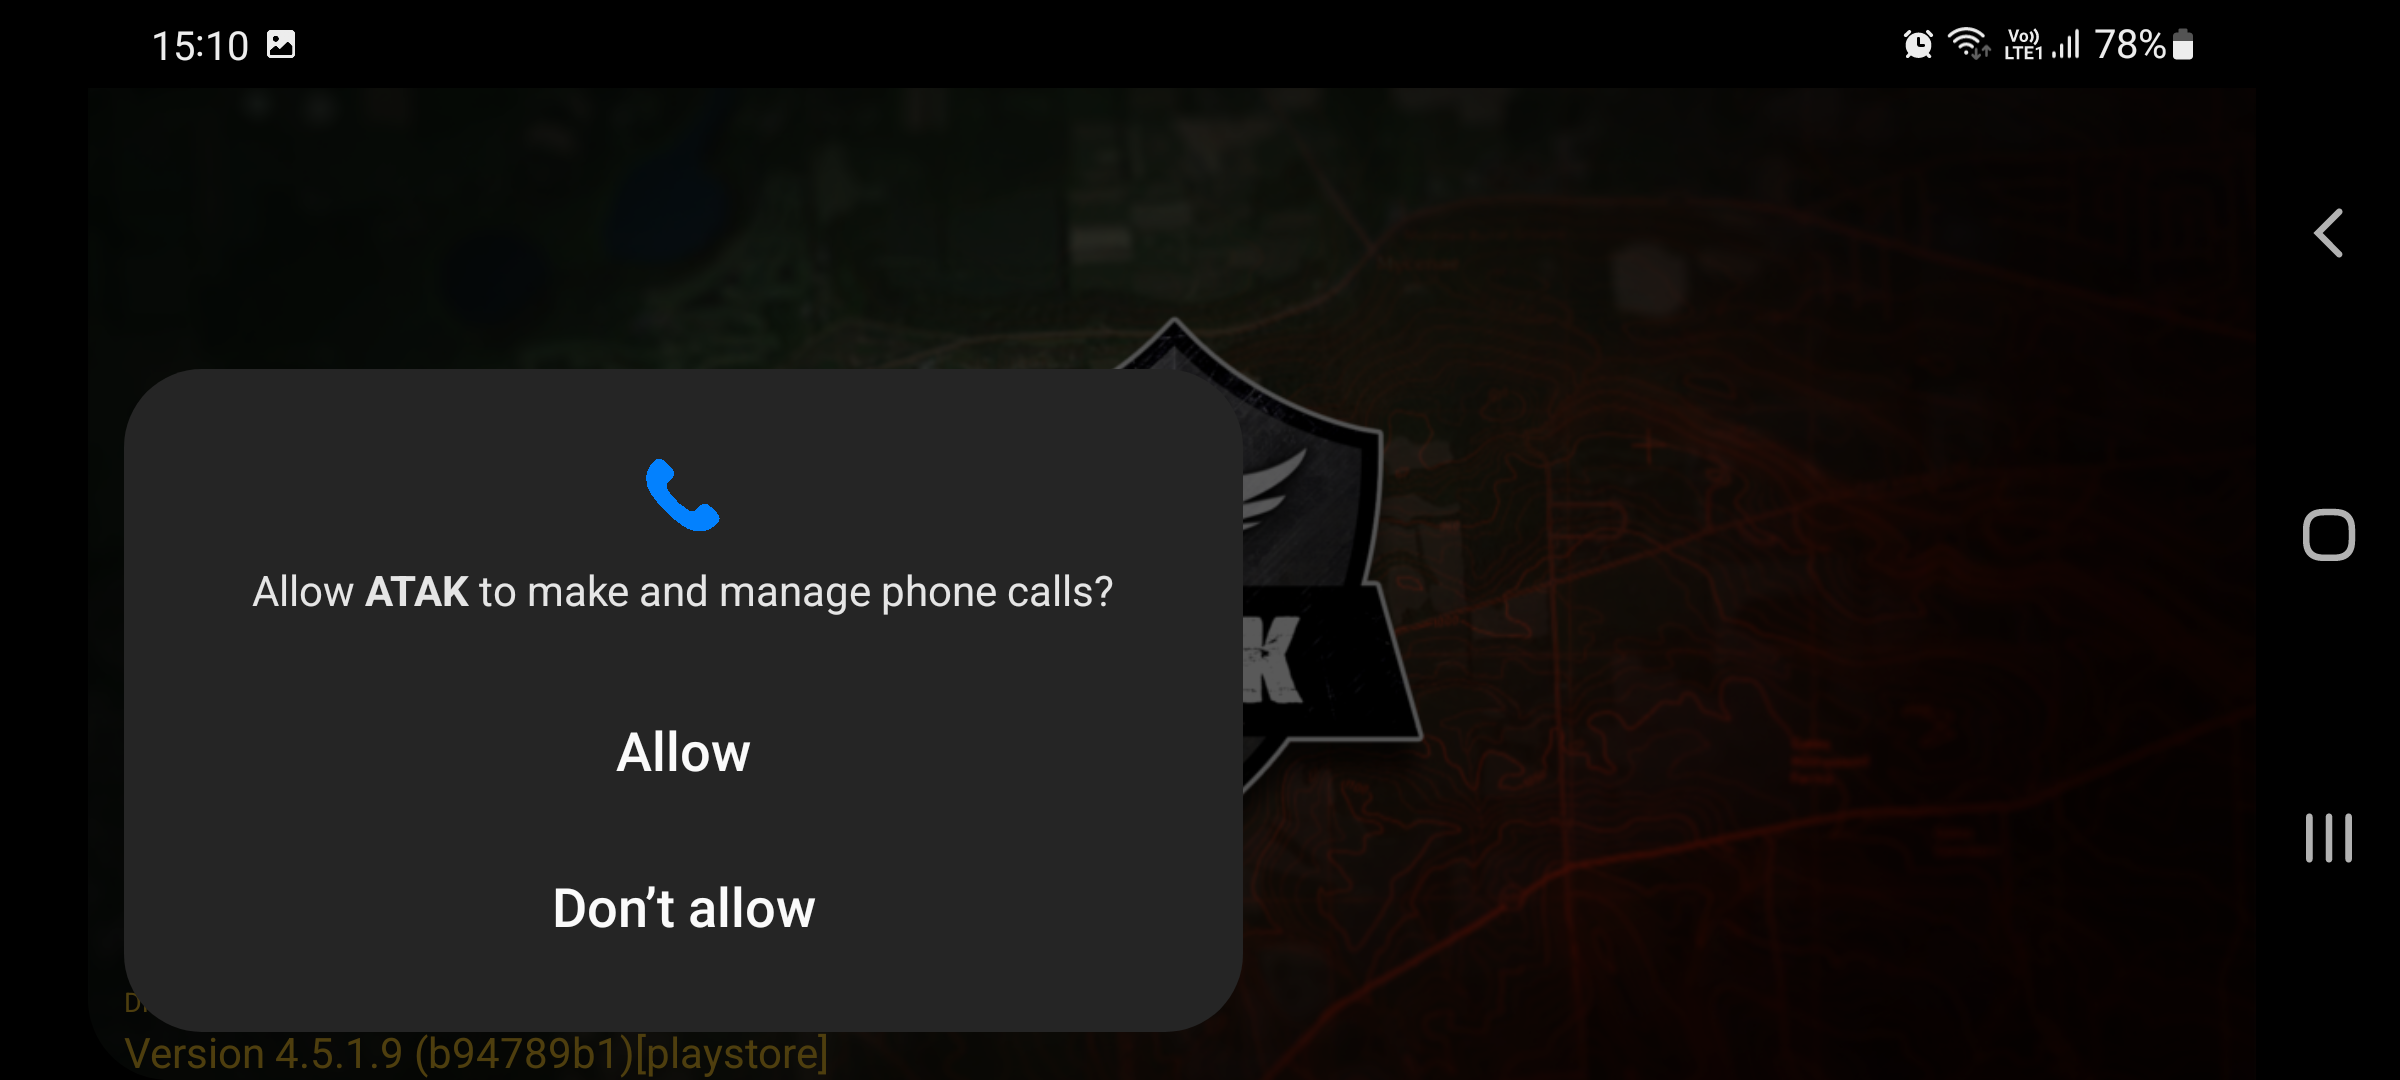 15:10
Vo)) LTE1 78%
Allow ATAK to make and manage phone calls?
K
Allow
Don't allow
Version 4.5.1.9 (b94789b1)[playstore]